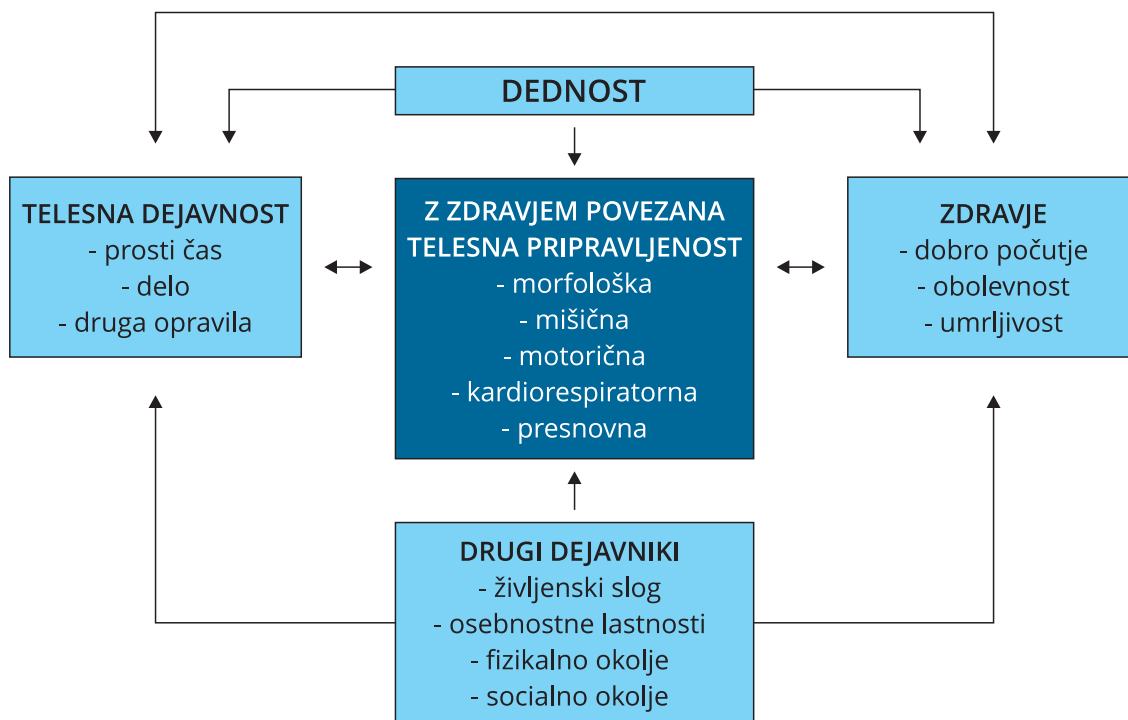 DEDNOST
TELESNA DEJAVNOST
- prosti čas
- delo
- druga opravila
Z ZDRAVJEM POVEZANA
TELESNA PRIPRAVLJENOST
- morfološka
- mišična
- motorična
- kardiorespiratorna
- presnovna
ZDRAVJE
- dobro počutje
- obolevnost
- umrljivost
DRUGI DEJAVNIKI
- življenski slog
- osebnostne lastnosti
- fizikalno okolje
- socialno okolje